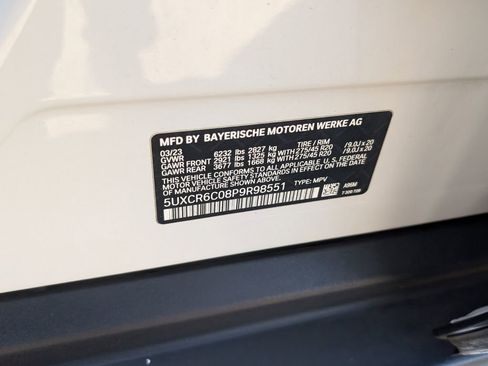 MFD BY BAYERISCHE MOTOREN WERKE AG
03/23 TIRE / RIM
GVWR 6232 lbs 2827 kg
GAWR FRONT 2921 lbs 1325 kg WITH 275/45 R20 /9.0J x 20
GAWR REAR 3677 lbs 1668 kg WITH 275/45 R20 /9.0J x 20
THIS VEHICLE CONFORMS TO ALL APPLICABLE U.S. FEDERAL
MOTOR VEHICLE SAFETY STANDARDS IN EFFECT ON THE
DATE OF MANUFACTURE SHOWN ABOVE
5UXCR6C08P9R98551 TYPE: MPV
A96M